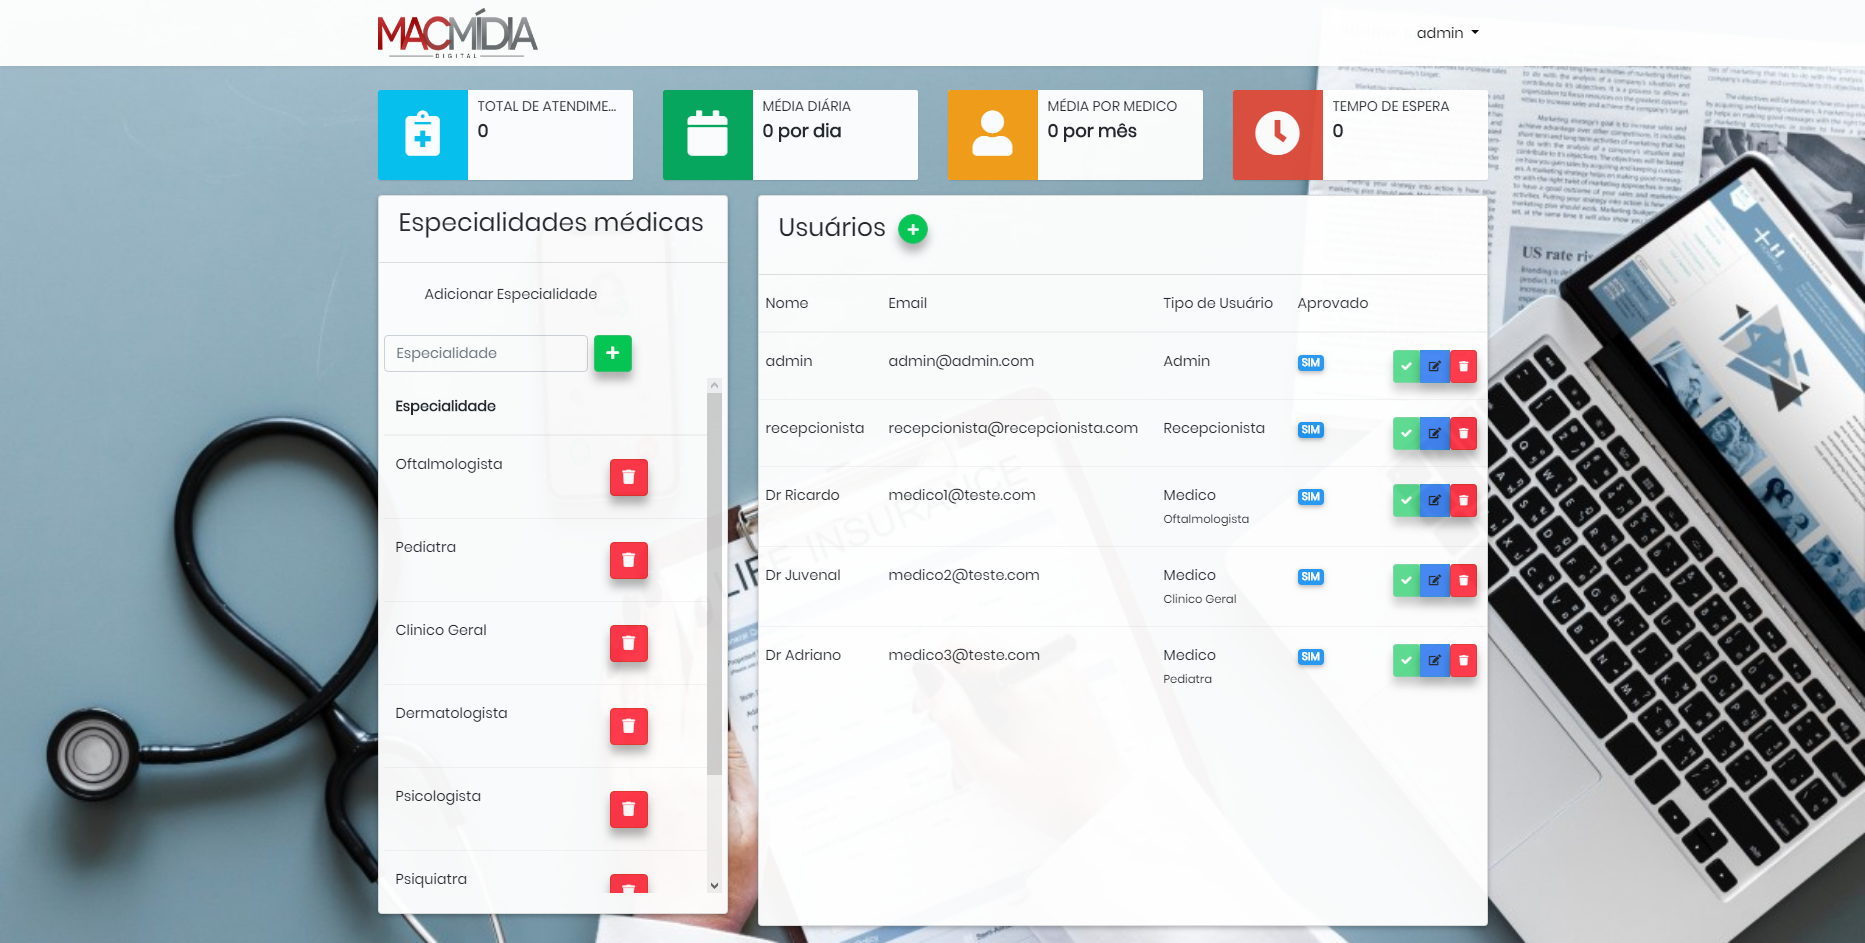 MACMÍDIA
DIGITAL
admin
TOTAL DE ATENDIME...
0
MÉDIA DIÁRIA
0 por dia
MÉDIA POR MEDICO
0 por mês
TEMPO DE ESPERA
0
Especialidades médicas
Adicionar Especialidade
Especialidade
Especialidade
Oftalmologista
Pediatra
Clinico Geral
Dermatologista
Psicologista
Psiquiatra
Usuários
Nome Email Tipo de Usuário Aprovado
admin admin@admin.com Admin SIM
recepcionista recepcionista@recepcionista.com Recepcionista SIM
Dr Ricardo medico1@teste.com Medico SIM
Oftalmologista
Dr Juvenal medico2@teste.com Medico SIM
Clinico Geral
Dr Adriano medico3@teste.com Medico SIM
Pediatra
LIFE INSURANCE
US rate